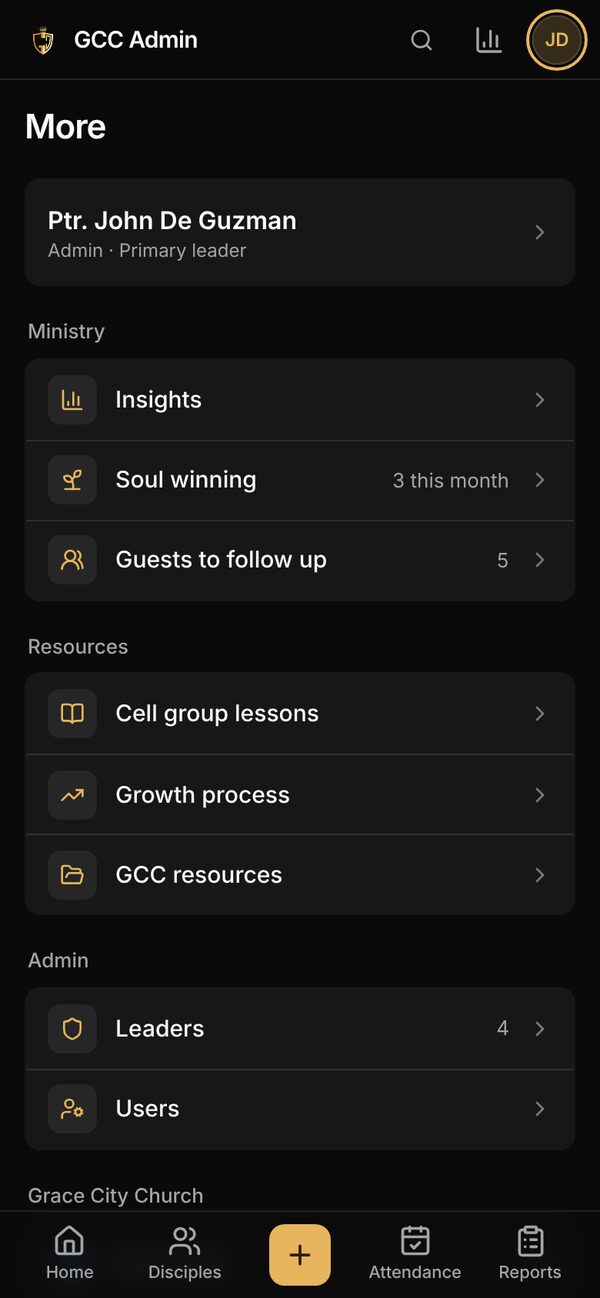 GCC Admin
JD
More
Ptr. John De Guzman
Admin · Primary leader
Ministry
Insights
Soul winning 3 this month
Guests to follow up 5
Resources
Cell group lessons
Growth process
GCC resources
Admin
Leaders 4
Users
Grace City Church
Home Disciples Attendance Reports